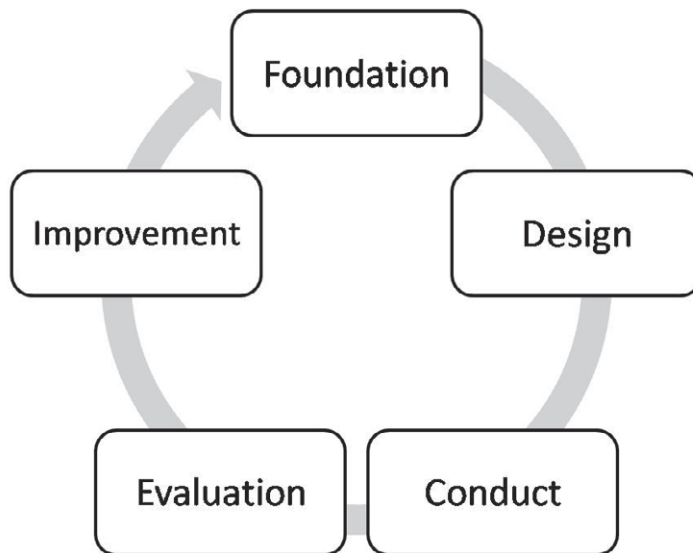 Foundation
Design
Conduct
Evaluation
Improvement